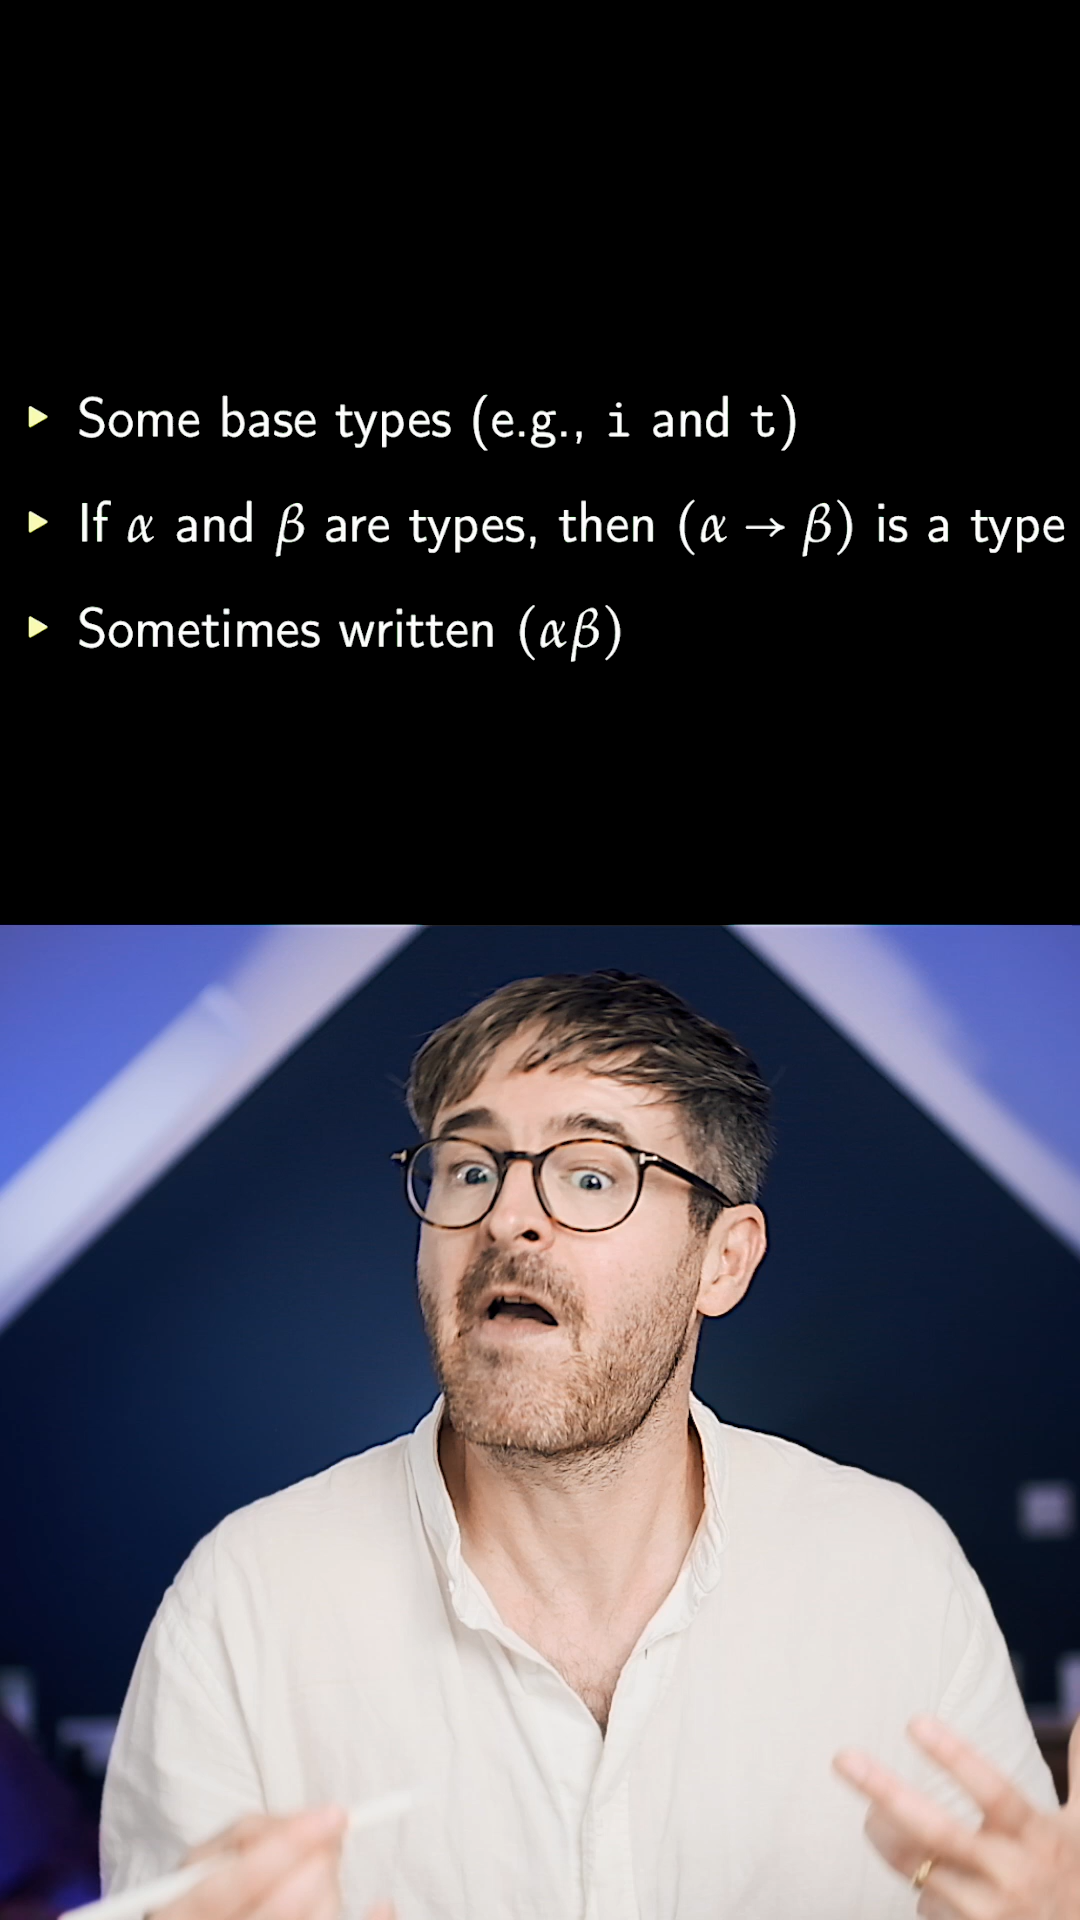 Some base types (e.g., i and t)
If α and β are types, then (α → β) is a type
Sometimes written (αβ)